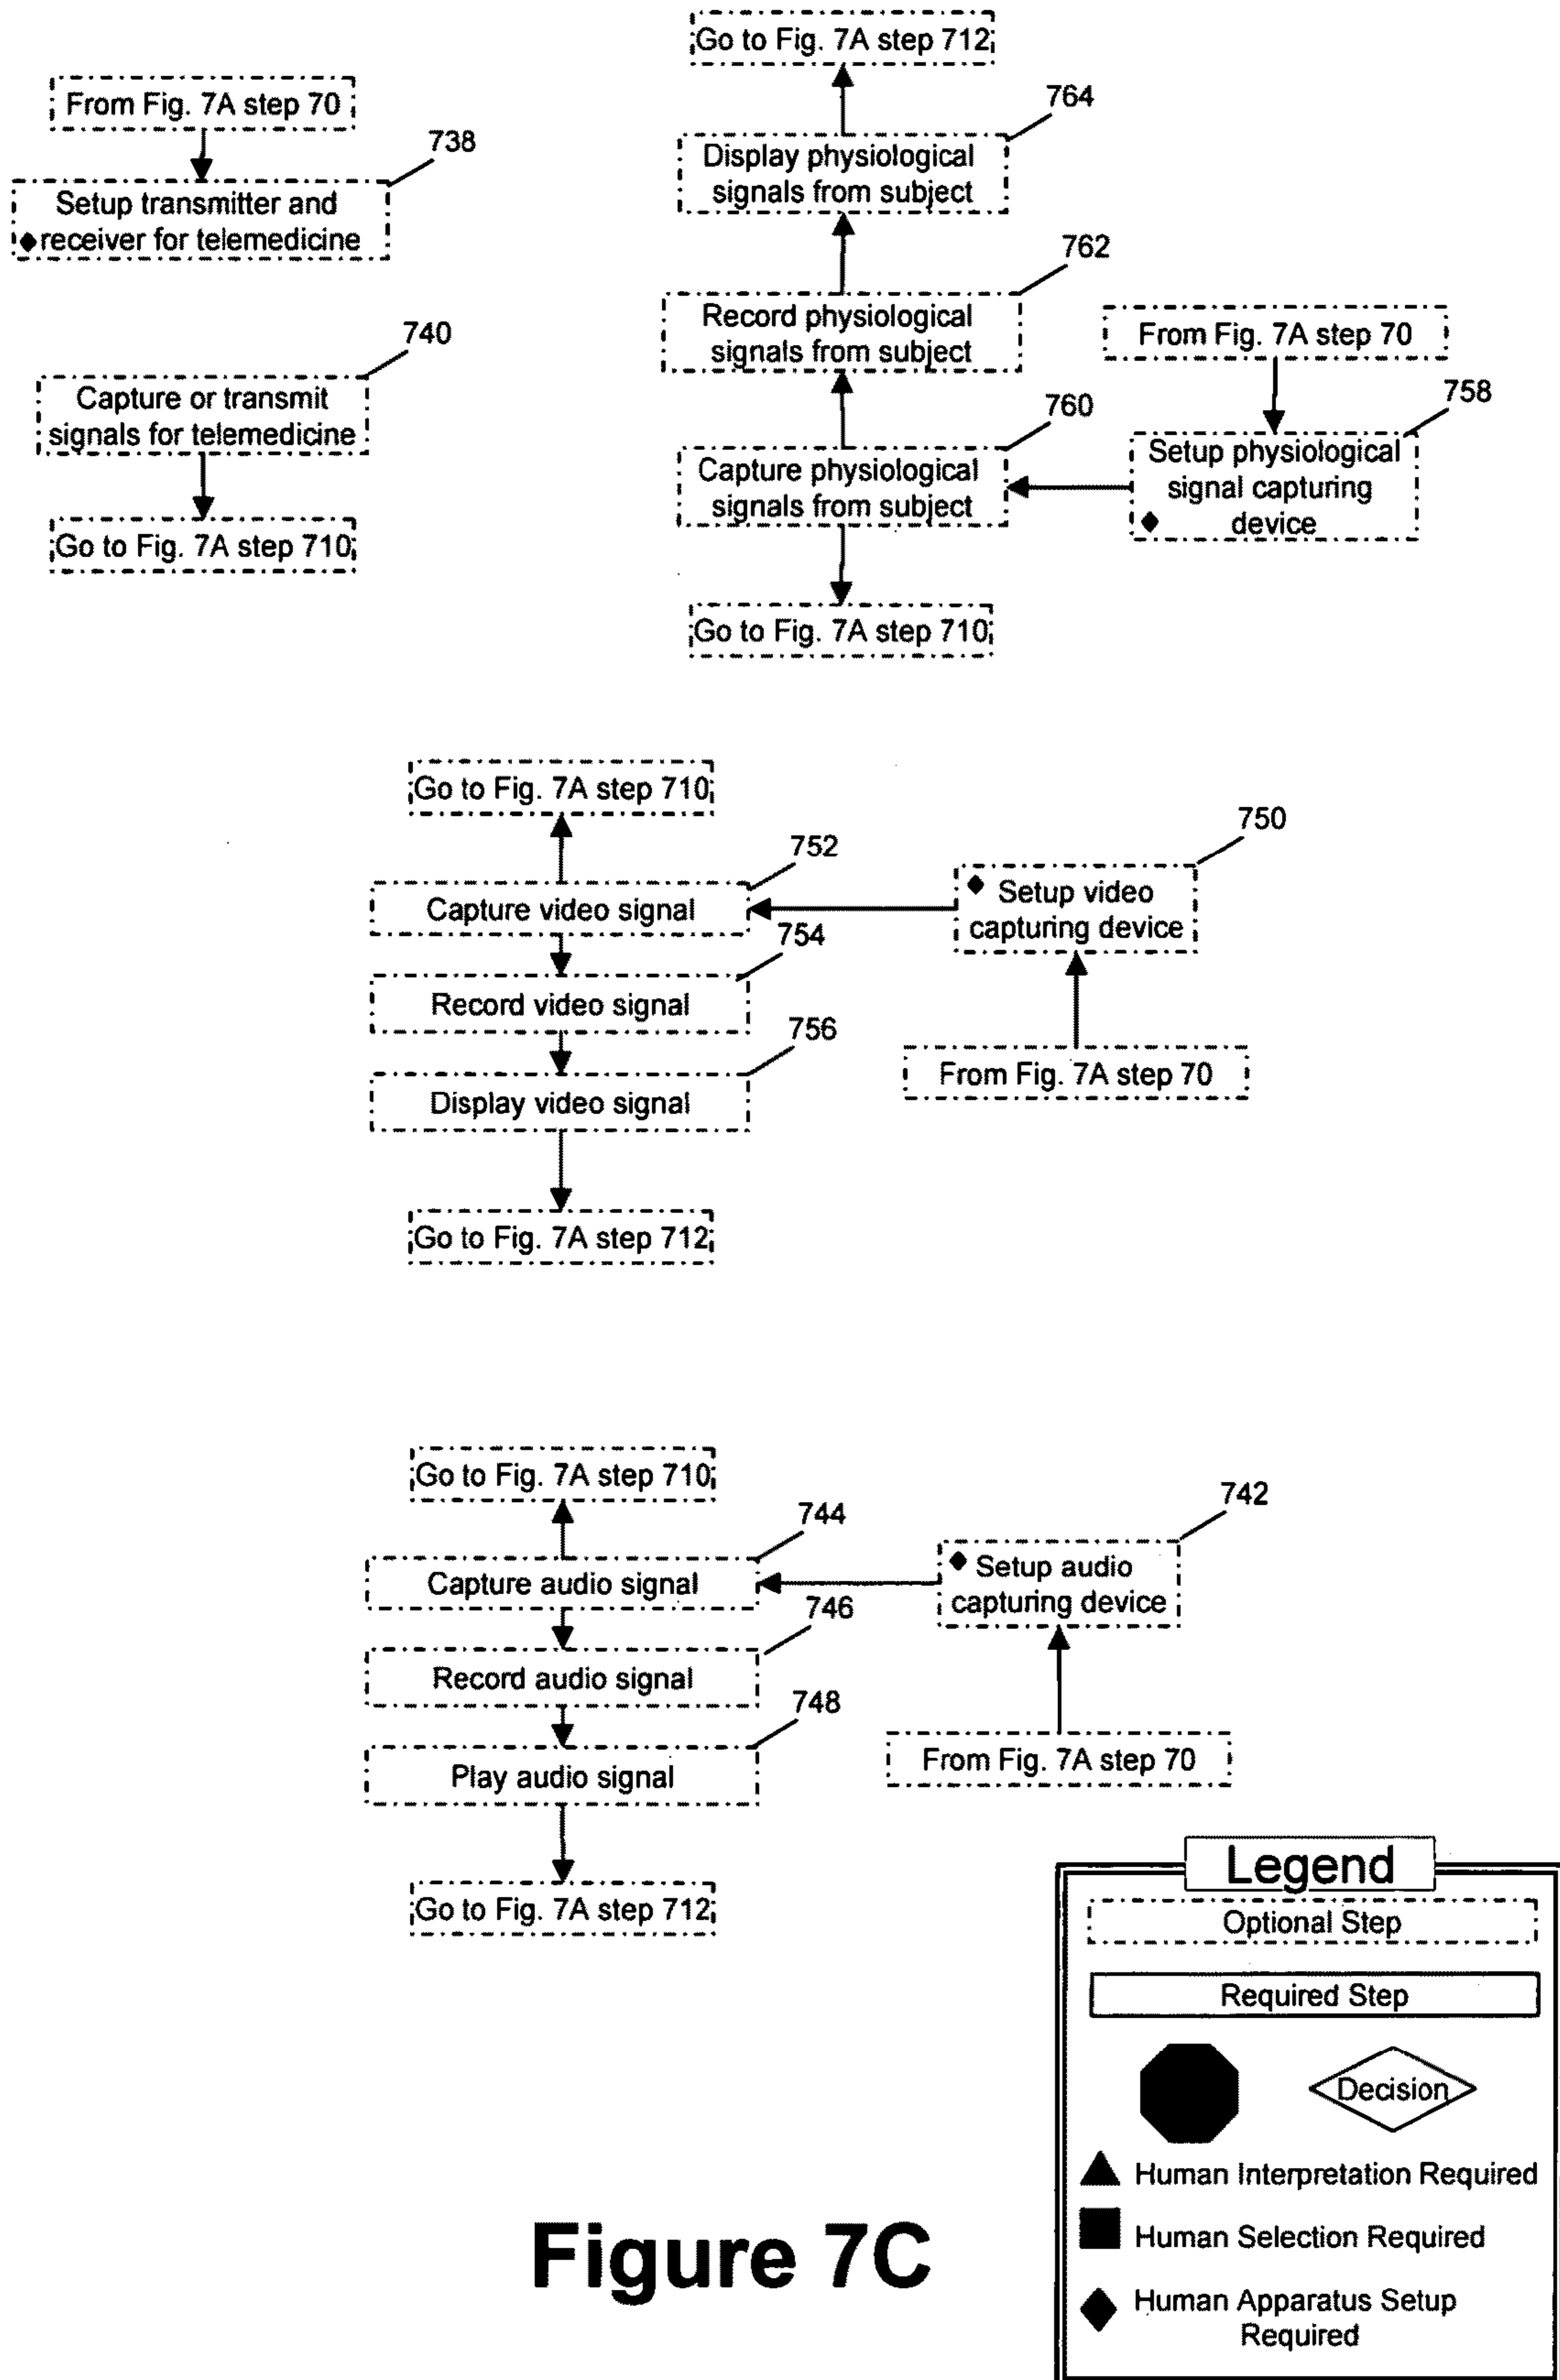 Go to Fig. 7A step 712
From Fig. 7A step 70
764
738
Display physiological
signals from subject
Setup transmitter and
receiver for telemedicine
762
Record physiological
signals from subject
From Fig. 7A step 70
740
Capture or transmit
signals for telemedicine
760
758
Capture physiological
signals from subject
Setup physiological
signal capturing
device
Go to Fig. 7A step 710
Go to Fig. 7A step 710
Go to Fig. 7A step 710
752
750
Capture video signal
Setup video
capturing device
754
Record video signal
756
From Fig. 7A step 70
Display video signal
Go to Fig. 7A step 712
Go to Fig. 7A step 710
744
742
Capture audio signal
Setup audio
capturing device
746
Record audio signal
748
From Fig. 7A step 70
Play audio signal
Go to Fig. 7A step 712
Legend
Optional Step
Required Step
Decision
Human Interpretation Required
Human Selection Required
Human Apparatus Setup
Required
Figure 7C